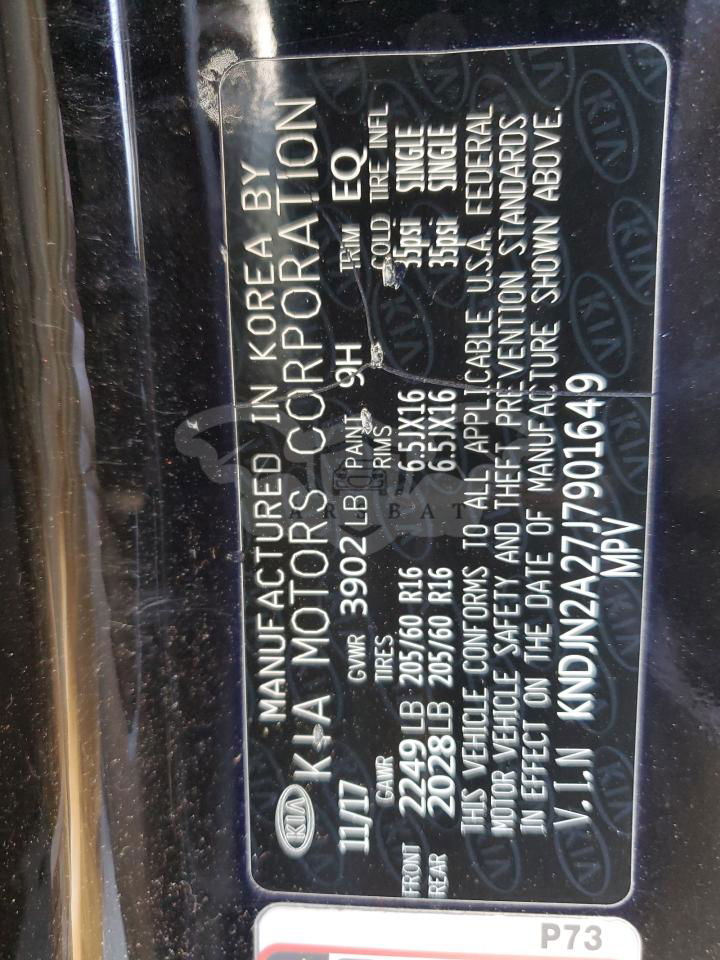 MANUFACTURED IN KOREA BY
KIA KIA MOTORS CORPORATION
11/17 GVWR 3902 LB PAINT 9H TRIM EQ
GAWR TIRES RIMS COLD TIRE INFL
FRONT 2249 LB 205/60 R16 6.5JX16 35psi SINGLE
REAR 2028 LB 205/60 R16 6.5JX16 35psi SINGLE
THIS VEHICLE CONFORMS TO ALL APPLICABLE U.S.A. FEDERAL
MOTOR VEHICLE SAFETY AND THEFT PREVENTION STANDARDS
IN EFFECT ON THE DATE OF MANUFACTURE SHOWN ABOVE.
V.I.N KNDJN2A27J7901649
MPV
P73